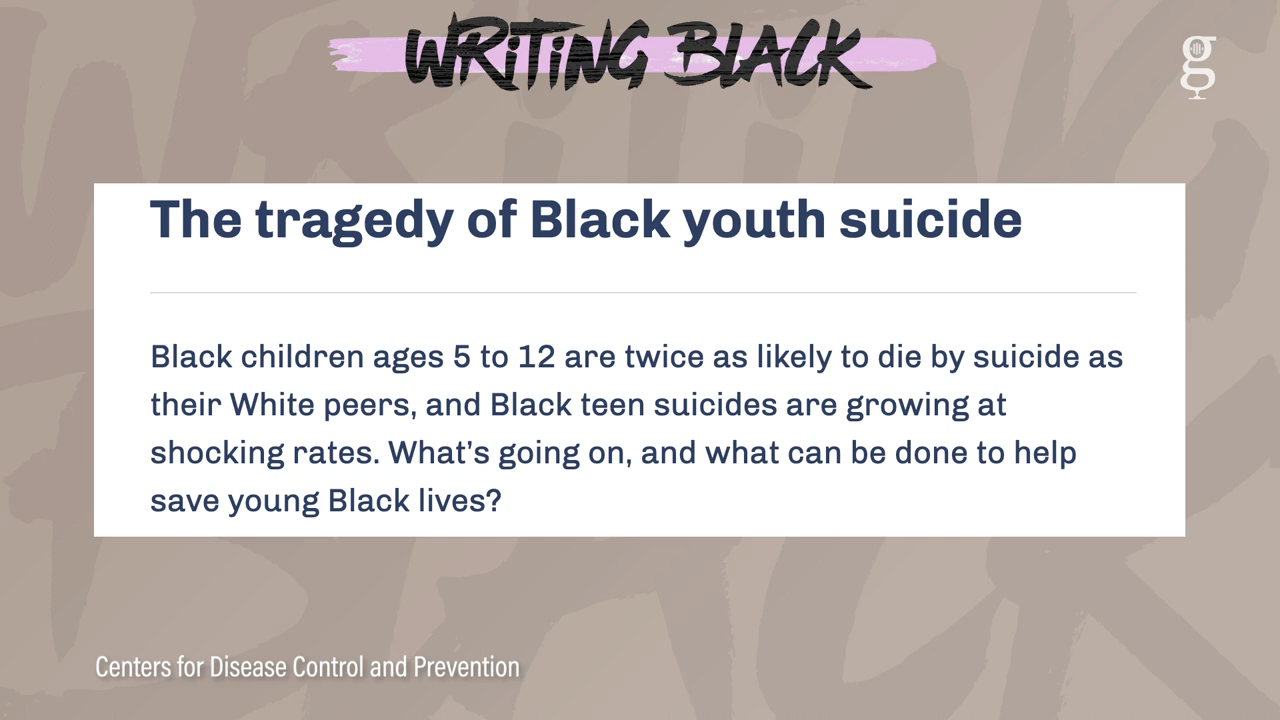 WRiTiNG BLACK
g
The tragedy of Black youth suicide
Black children ages 5 to 12 are twice as likely to die by suicide as
their White peers, and Black teen suicides are growing at
shocking rates. What’s going on, and what can be done to help
save young Black lives?
Centers for Disease Control and Prevention